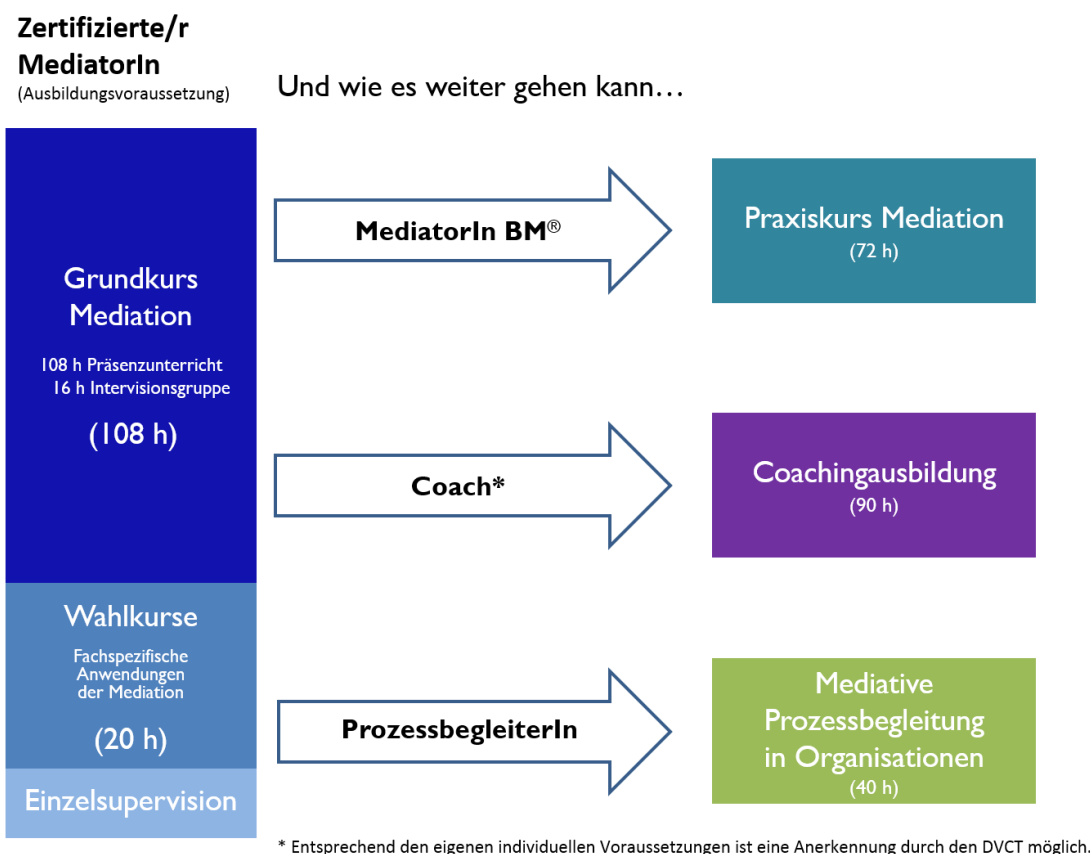 Zertifizierte/r
MediatorIn
(Ausbildungsvoraussetzung)
Und wie es weiter gehen kann…
Grundkurs
Mediation
108 h Präsenzunterricht
16 h Intervisionsgruppe
(108 h)
Wahlkurse
Fachspezifische
Anwendungen
der Mediation
(20 h)
Einzelsupervision
MediatorIn BM®
Praxiskurs Mediation
(72 h)
Coach*
Coachingausbildung
(90 h)
ProzessbegleiterIn
Mediative
Prozessbegleitung
in Organisationen
(40 h)
* Entsprechend den eigenen individuellen Voraussetzungen ist eine Anerkennung durch den DVCT möglich.